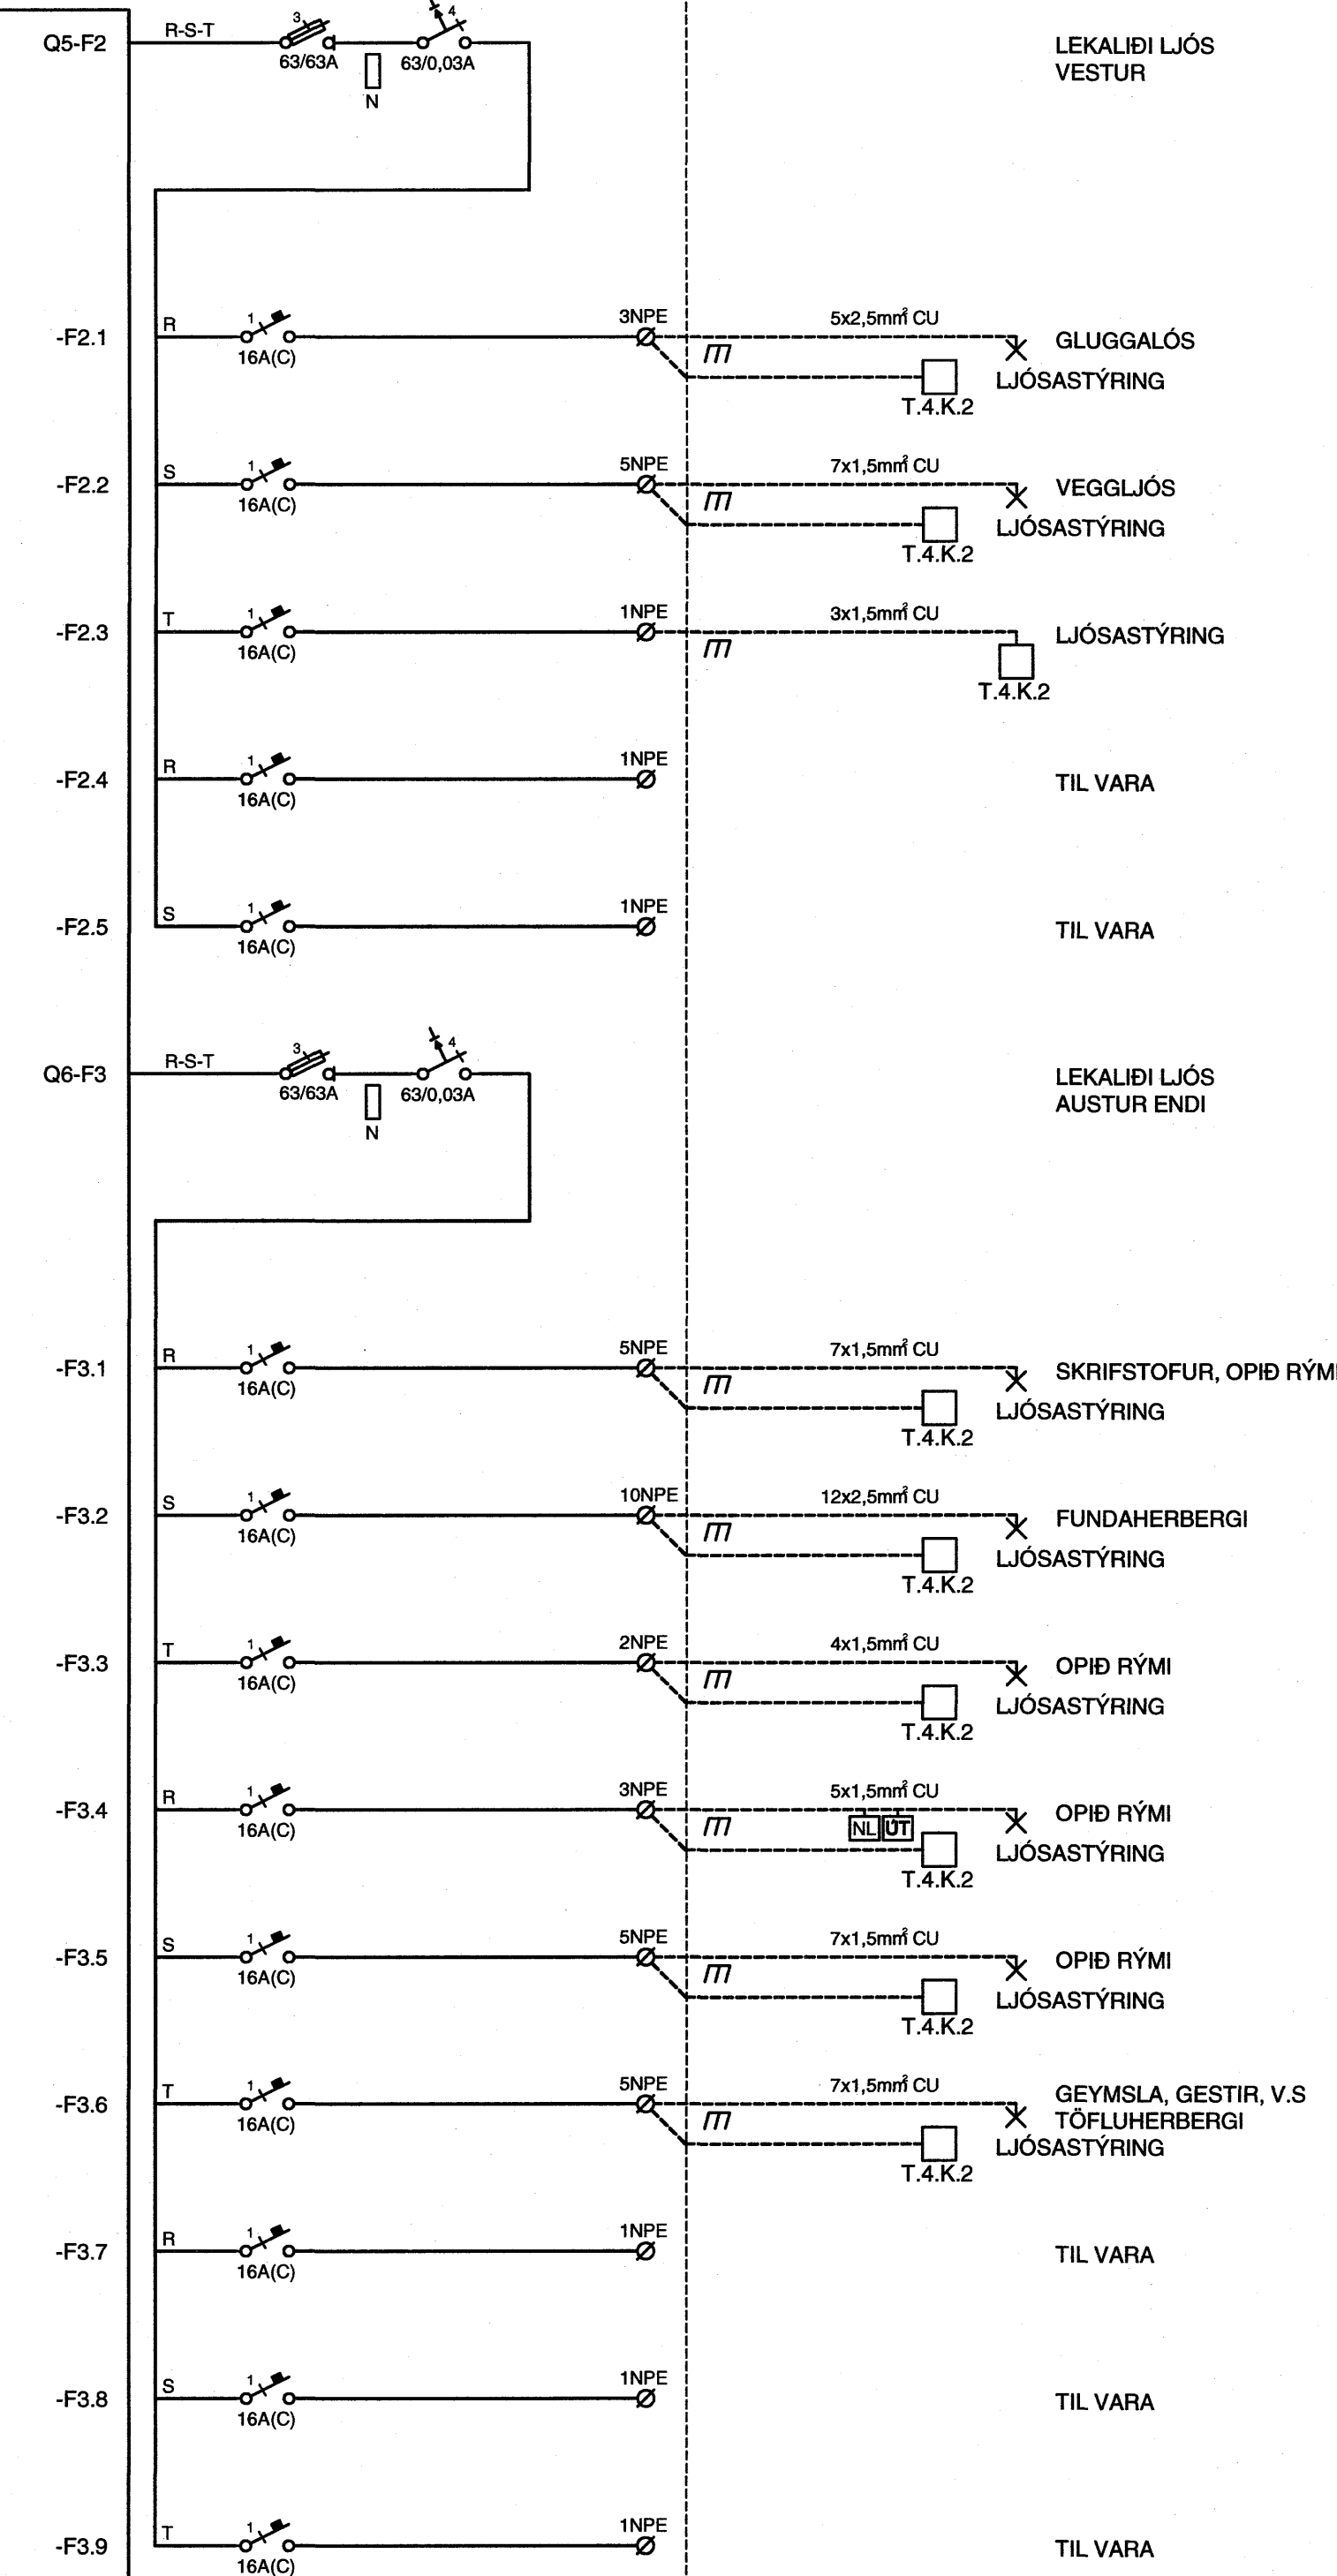 Q5-F2 R-S-T 3 63/63A N 4 63/0,03A LEKALIÐI LJÓS
VESTUR
-F2.1 R 1 16A(C) 3NPE 5x2,5mm² CU GLUGGALÓS
T.4.K.2 LJÓSASTÝRING
-F2.2 S 1 16A(C) 5NPE 7x1,5mm² CU VEGGLJÓS
T.4.K.2 LJÓSASTÝRING
-F2.3 T 1 16A(C) 1NPE 3x1,5mm² CU LJÓSASTÝRING
T.4.K.2
-F2.4 R 1 16A(C) 1NPE TIL VARA
-F2.5 S 1 16A(C) 1NPE TIL VARA
Q6-F3 R-S-T 3 63/63A N 4 63/0,03A LEKALIÐI LJÓS
AUSTUR ENDI
-F3.1 R 1 16A(C) 5NPE 7x1,5mm² CU SKRIFSTOFUR, OPIÐ RÝMI
T.4.K.2 LJÓSASTÝRING
-F3.2 S 1 16A(C) 10NPE 12x2,5mm² CU FUNDAHERBERGI
T.4.K.2 LJÓSASTÝRING
-F3.3 T 1 16A(C) 2NPE 4x1,5mm² CU OPIÐ RÝMI
T.4.K.2 LJÓSASTÝRING
-F3.4 R 1 16A(C) 3NPE 5x1,5mm² CU OPIÐ RÝMI
NL ÚT T.4.K.2 LJÓSASTÝRING
-F3.5 S 1 16A(C) 5NPE 7x1,5mm² CU OPIÐ RÝMI
T.4.K.2 LJÓSASTÝRING
-F3.6 T 1 16A(C) 5NPE 7x1,5mm² CU GEYMSLA, GESTIR, V.S
TÖFLUHERBERGI
T.4.K.2 LJÓSASTÝRING
-F3.7 R 1 16A(C) 1NPE TIL VARA
-F3.8 S 1 16A(C) 1NPE TIL VARA
-F3.9 T 1 16A(C) 1NPE TIL VARA